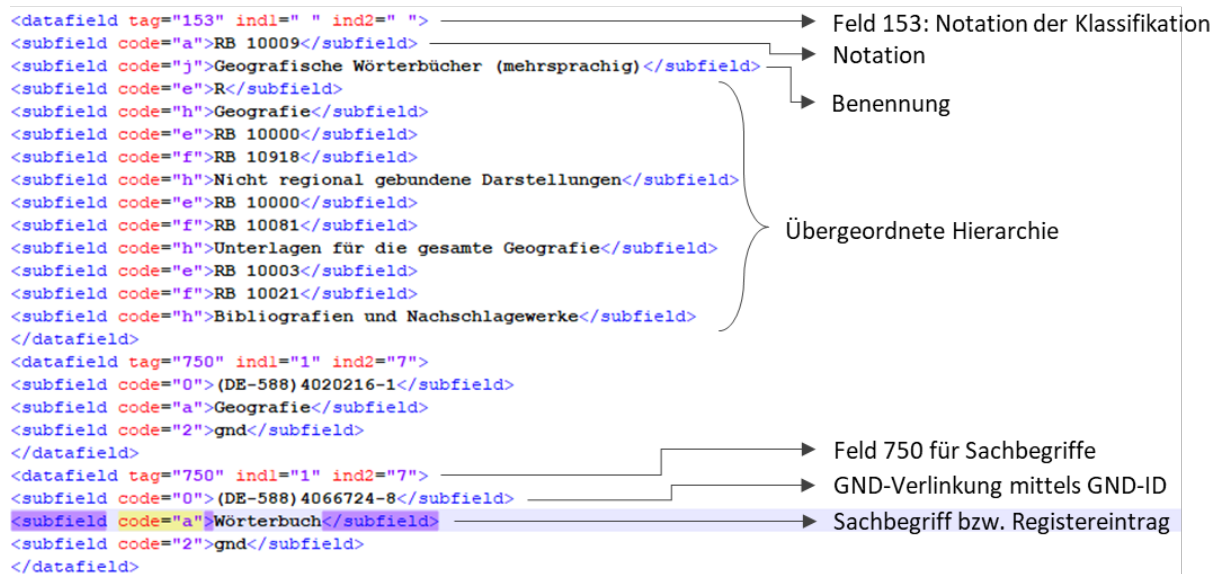 <datafield tag="153" ind1=" " ind2=" "> Feld 153: Notation der Klassifikation
<subfield code="a">RB 10009</subfield> Notation
<subfield code="j">Geografische Wörterbücher (mehrsprachig)</subfield>
<subfield code="e">R</subfield> Benennung
<subfield code="h">Geografie</subfield>
<subfield code="e">RB 10000</subfield>
<subfield code="f">RB 10918</subfield>
<subfield code="h">Nicht regional gebundene Darstellungen</subfield>
<subfield code="e">RB 10000</subfield>
<subfield code="f">RB 10081</subfield> Übergeordnete Hierarchie
<subfield code="h">Unterlagen für die gesamte Geografie</subfield>
<subfield code="e">RB 10003</subfield>
<subfield code="f">RB 10021</subfield>
<subfield code="h">Bibliografien und Nachschlagewerke</subfield>
</datafield>
<datafield tag="750" ind1="1" ind2="7">
<subfield code="0">(DE-588)4020216-1</subfield>
<subfield code="a">Geografie</subfield>
<subfield code="2">gnd</subfield>
</datafield>
<datafield tag="750" ind1="1" ind2="7"> Feld 750 für Sachbegriffe
<subfield code="0">(DE-588)4066724-8</subfield> GND-Verlinkung mittels GND-ID
<subfield code="a">Wörterbuch</subfield> Sachbegriff bzw. Registereintrag
<subfield code="2">gnd</subfield>
</datafield>